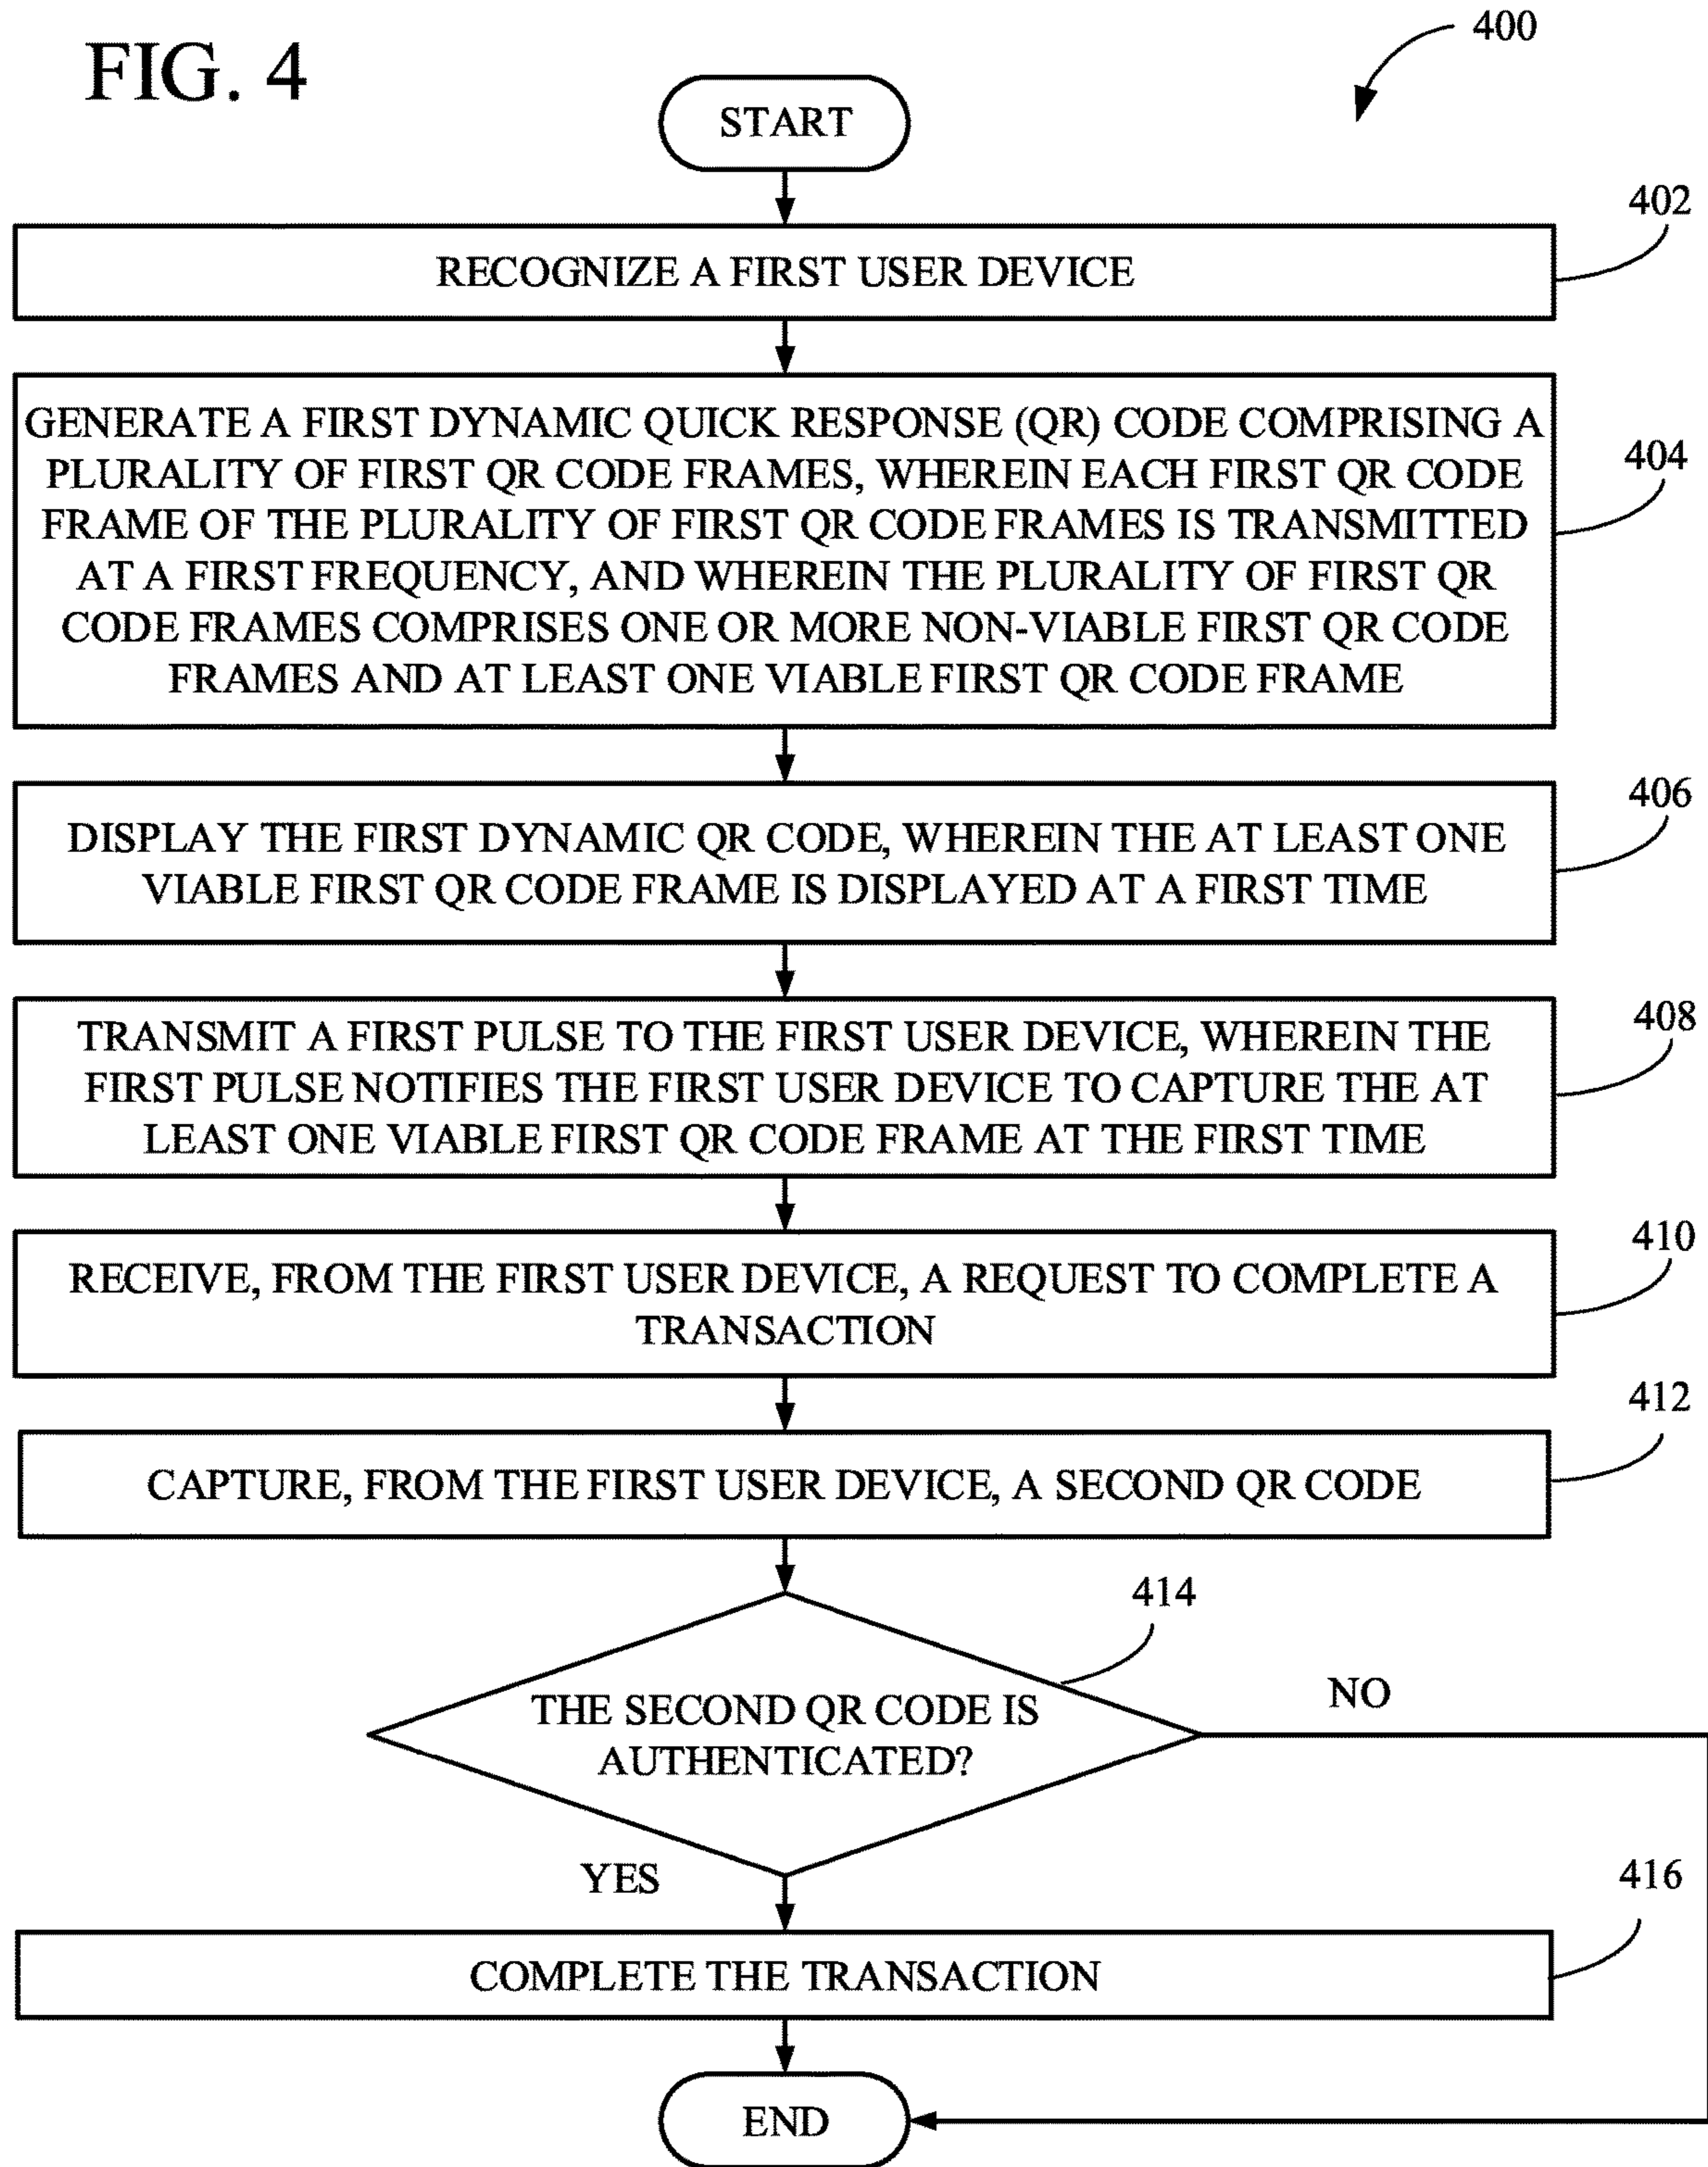 FIG. 4
400
START
402
RECOGNIZE A FIRST USER DEVICE
GENERATE A FIRST DYNAMIC QUICK RESPONSE (QR) CODE COMPRISING A
PLURALITY OF FIRST QR CODE FRAMES, WHEREIN EACH FIRST QR CODE
FRAME OF THE PLURALITY OF FIRST QR CODE FRAMES IS TRANSMITTED
AT A FIRST FREQUENCY, AND WHEREIN THE PLURALITY OF FIRST QR
CODE FRAMES COMPRISES ONE OR MORE NON-VIABLE FIRST QR CODE
FRAMES AND AT LEAST ONE VIABLE FIRST QR CODE FRAME
404
406
DISPLAY THE FIRST DYNAMIC QR CODE, WHEREIN THE AT LEAST ONE
VIABLE FIRST QR CODE FRAME IS DISPLAYED AT A FIRST TIME
408
TRANSMIT A FIRST PULSE TO THE FIRST USER DEVICE, WHEREIN THE
FIRST PULSE NOTIFIES THE FIRST USER DEVICE TO CAPTURE THE AT
LEAST ONE VIABLE FIRST QR CODE FRAME AT THE FIRST TIME
410
RECEIVE, FROM THE FIRST USER DEVICE, A REQUEST TO COMPLETE A
TRANSACTION
412
CAPTURE, FROM THE FIRST USER DEVICE, A SECOND QR CODE
414
THE SECOND QR CODE IS
AUTHENTICATED?
NO
YES
416
COMPLETE THE TRANSACTION
END